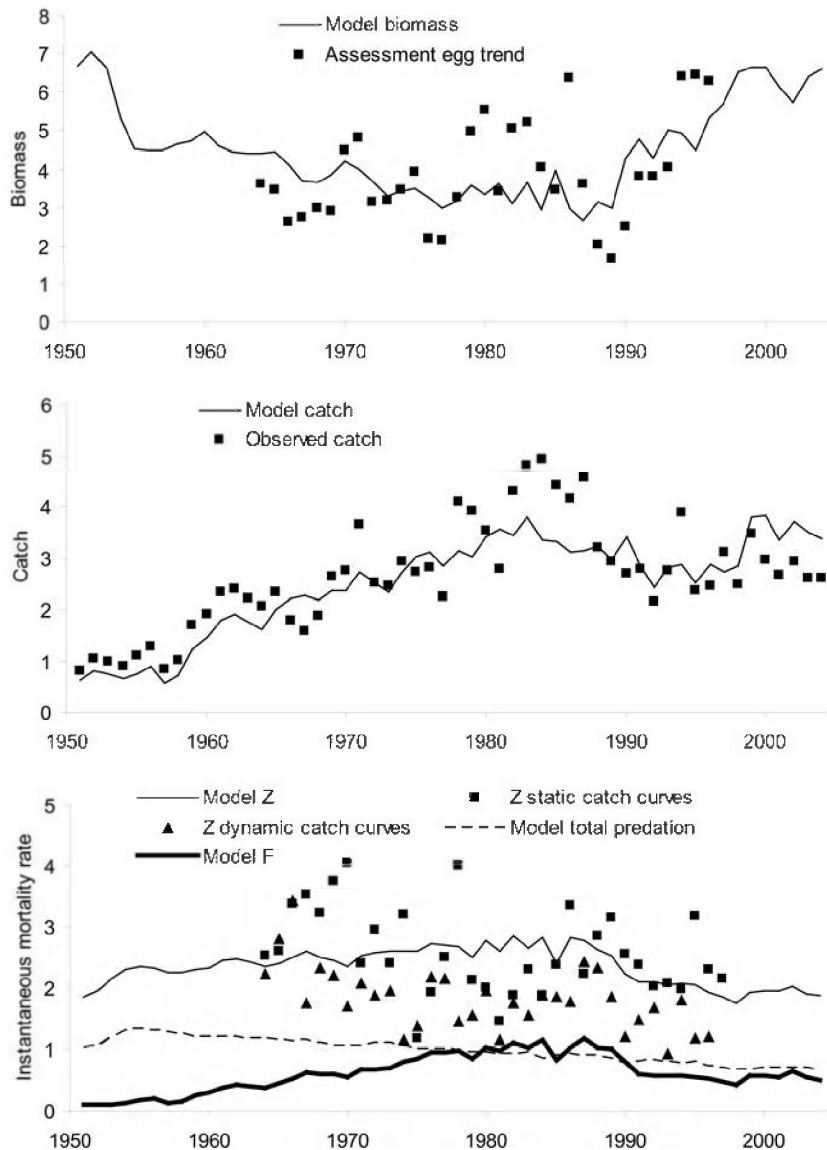 8
Model biomass
7
Assessment egg trend
6
5
4
3
2
1
0
Biomass
1950 1960 1970 1980 1990 2000
6
Model catch
Observed catch
5
4
3
2
1
0
Catch
1950 1960 1970 1980 1990 2000
Model Z Z static catch curves
5
Z dynamic catch curves Model total predation
Model F
4
3
2
1
0
Instantaneous mortality rate
1950 1960 1970 1980 1990 2000